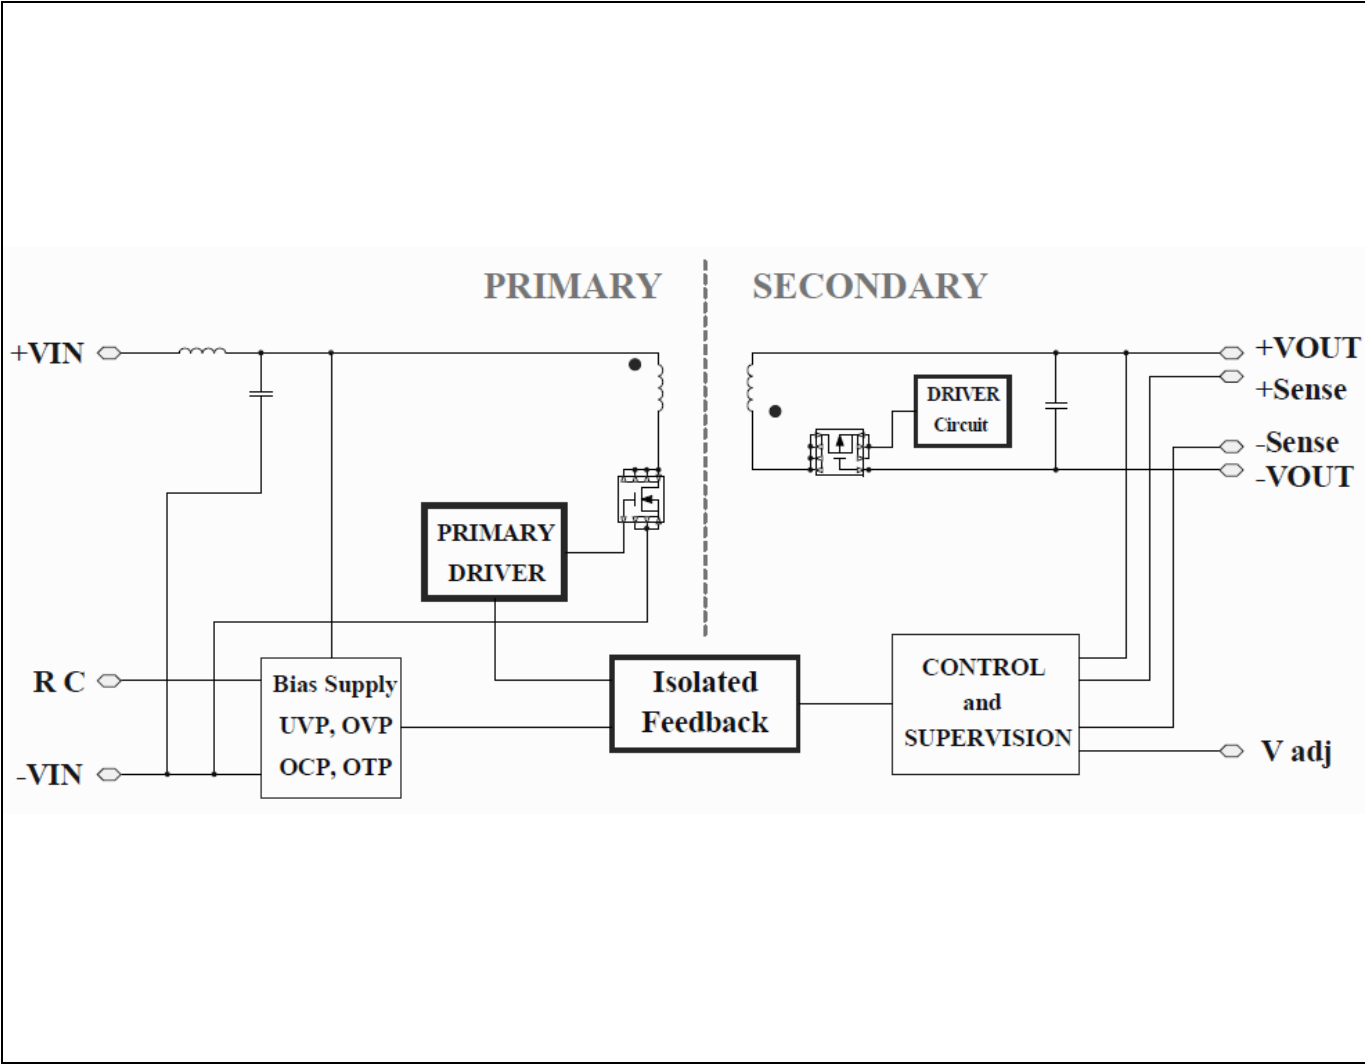 PRIMARY
SECONDARY
+VIN
+VOUT
+Sense
DRIVER
Circuit
-Sense
-VOUT
PRIMARY
DRIVER
R C
Bias Supply
UVP, OVP
OCP, OTP
Isolated
Feedback
CONTROL
and
SUPERVISION
-VIN
V adj